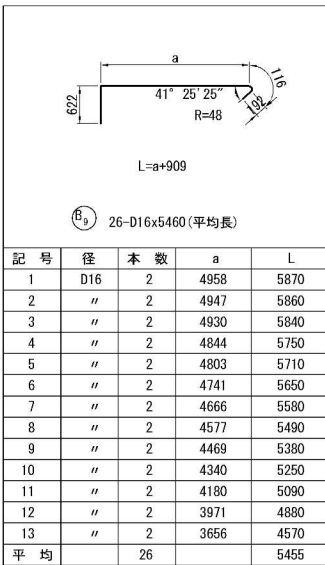 a
116
622
41° 25' 25"
192
R=48
L=a+909
B9 26-D16x5460(平均長)
記 号 径 本 数 a L
1 D16 2 4958 5870
2 〃 2 4947 5860
3 〃 2 4930 5840
4 〃 2 4844 5750
5 〃 2 4803 5710
6 〃 2 4741 5650
7 〃 2 4666 5580
8 〃 2 4577 5490
9 〃 2 4469 5380
10 〃 2 4340 5250
11 〃 2 4180 5090
12 〃 2 3971 4880
13 〃 2 3656 4570
平 均 26 5455